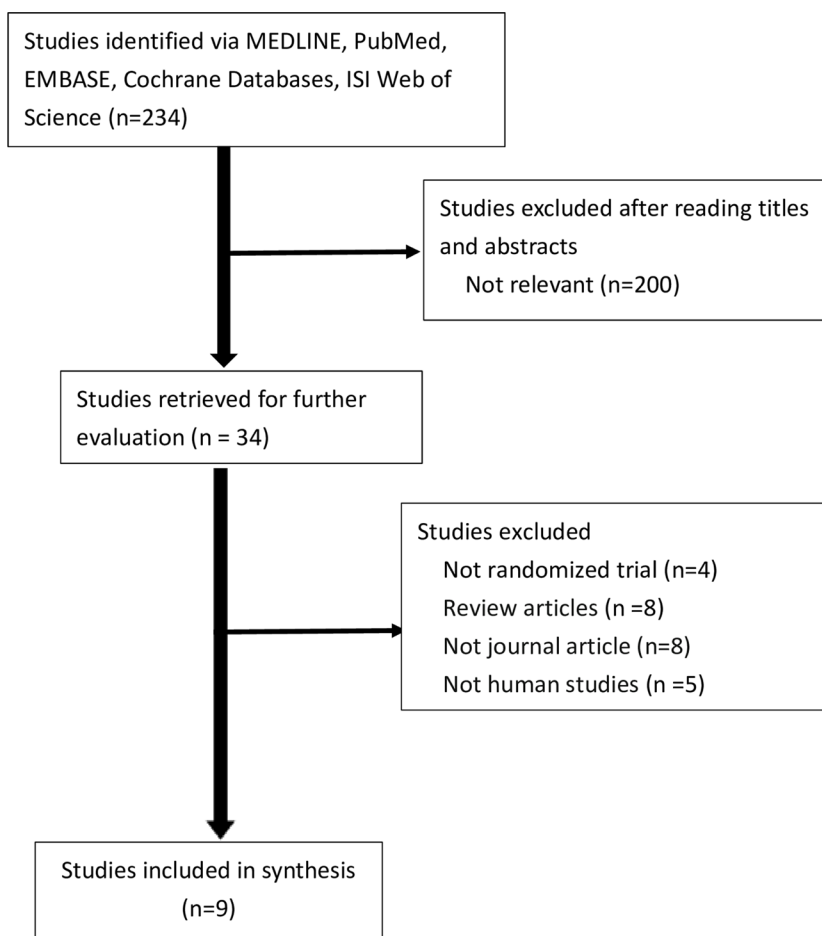 Studies identified via MEDLINE, PubMed,
EMBASE, Cochrane Databases, ISI Web of
Science (n=234)
Studies excluded after reading titles
and abstracts
Not relevant (n=200)
Studies retrieved for further
evaluation (n = 34)
Studies excluded
Not randomized trial (n=4)
Review articles (n =8)
Not journal article (n=8)
Not human studies (n =5)
Studies included in synthesis
(n=9)